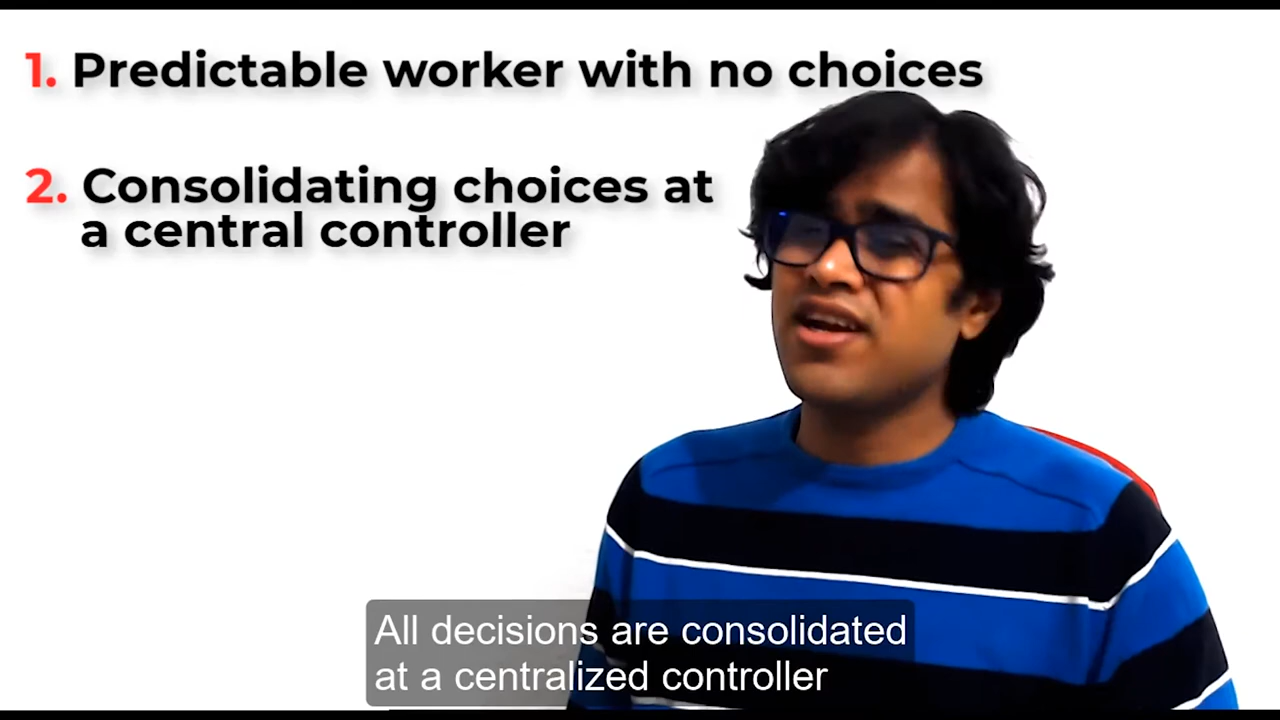 1. Predictable worker with no choices
2. Consolidating choices at
a central controller
All decisions are consolidated
at a centralized controller